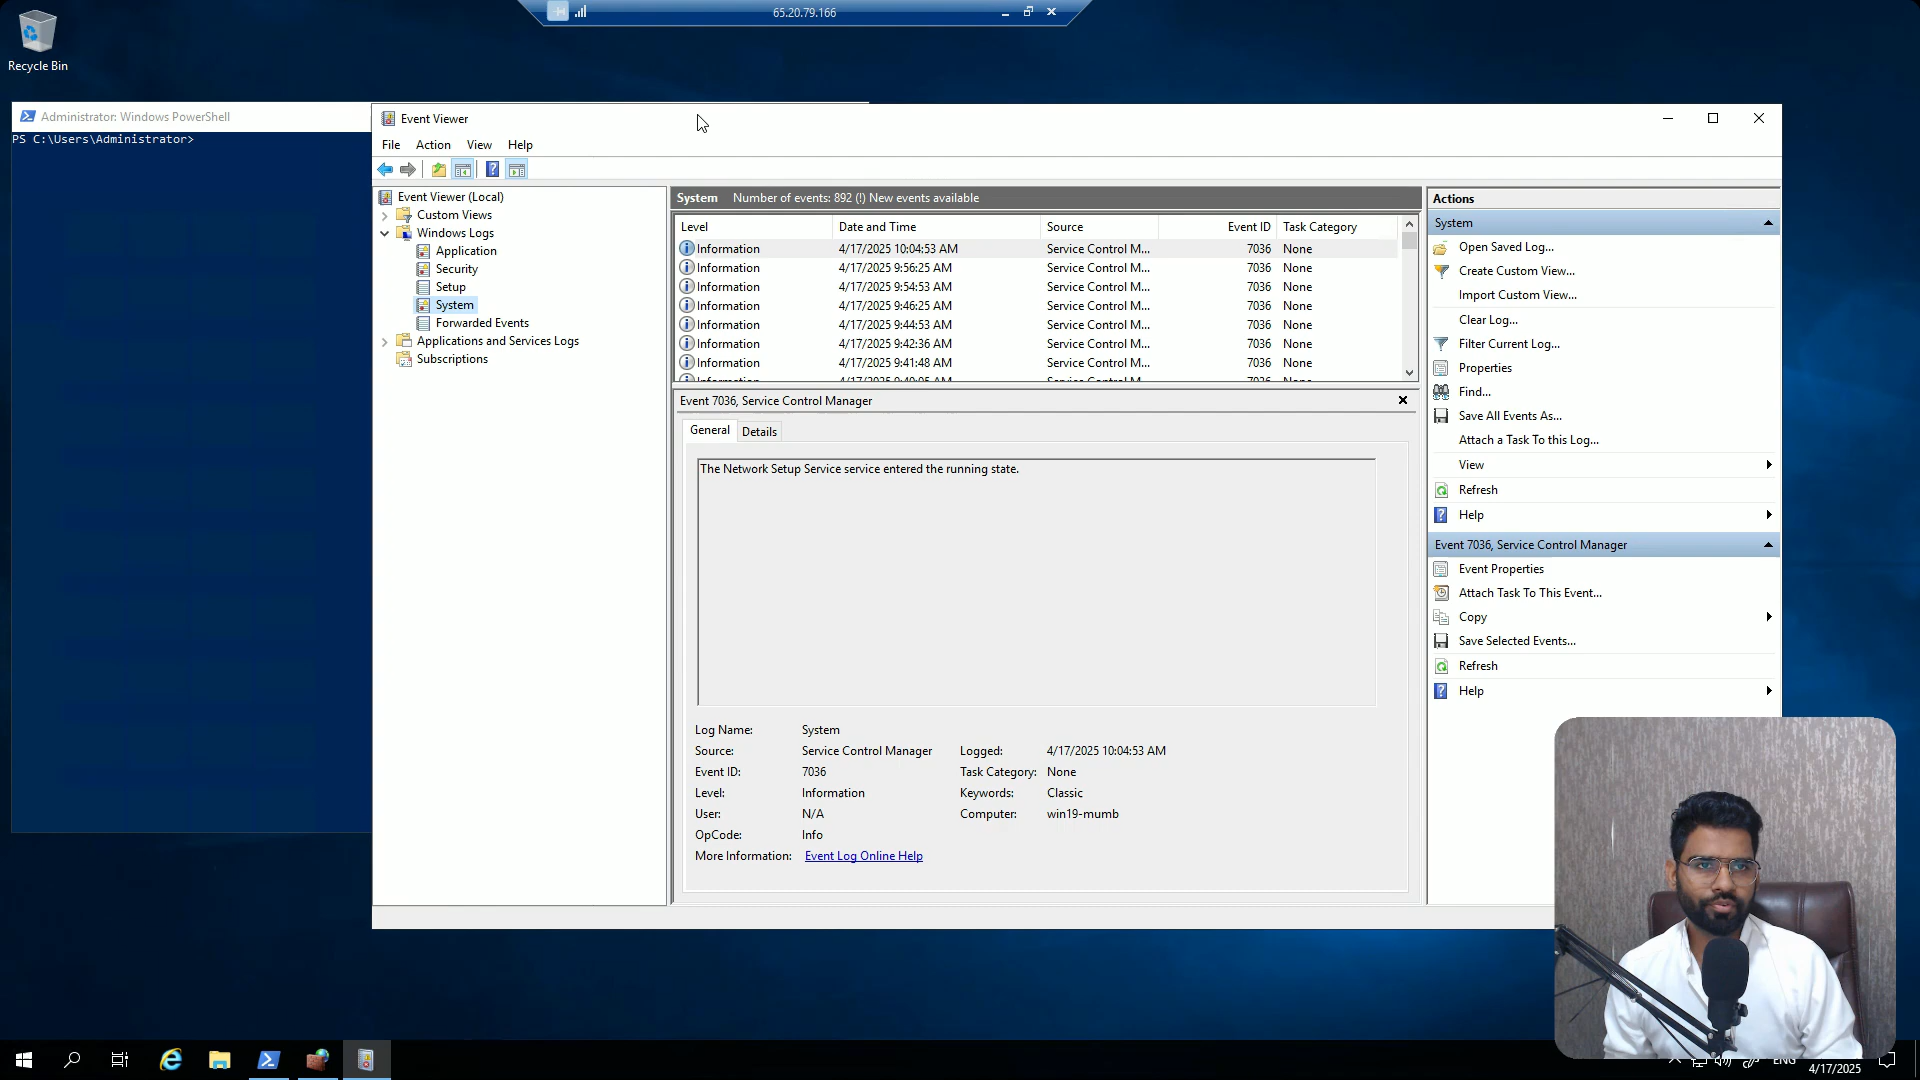 65.20.79.166
Recycle Bin
Administrator: Windows PowerShell
PS C:\Users\Administrator>
Event Viewer
File Action View Help
Event Viewer (Local)
Custom Views
Windows Logs
Application
Security
Setup
System
Forwarded Events
Applications and Services Logs
Subscriptions
System Number of events: 892 (!) New events available
Level Date and Time Source Event ID Task Category
Information 4/17/2025 10:04:53 AM Service Control M... 7036 None
Information 4/17/2025 9:56:25 AM Service Control M... 7036 None
Information 4/17/2025 9:54:53 AM Service Control M... 7036 None
Information 4/17/2025 9:46:25 AM Service Control M... 7036 None
Information 4/17/2025 9:44:53 AM Service Control M... 7036 None
Information 4/17/2025 9:42:36 AM Service Control M... 7036 None
Information 4/17/2025 9:41:48 AM Service Control M... 7036 None
Event 7036, Service Control Manager
General Details
The Network Setup Service service entered the running state.
Log Name: System
Source: Service Control Manager Logged: 4/17/2025 10:04:53 AM
Event ID: 7036 Task Category: None
Level: Information Keywords: Classic
User: N/A Computer: win19-mumb
OpCode: Info
More Information: Event Log Online Help
Actions
System
Open Saved Log...
Create Custom View...
Import Custom View...
Clear Log...
Filter Current Log...
Properties
Find...
Save All Events As...
Attach a Task To this Log...
View
Refresh
Help
Event 7036, Service Control Manager
Event Properties
Attach Task To This Event...
Copy
Save Selected Events...
Refresh
Help
ENG
4/17/2025